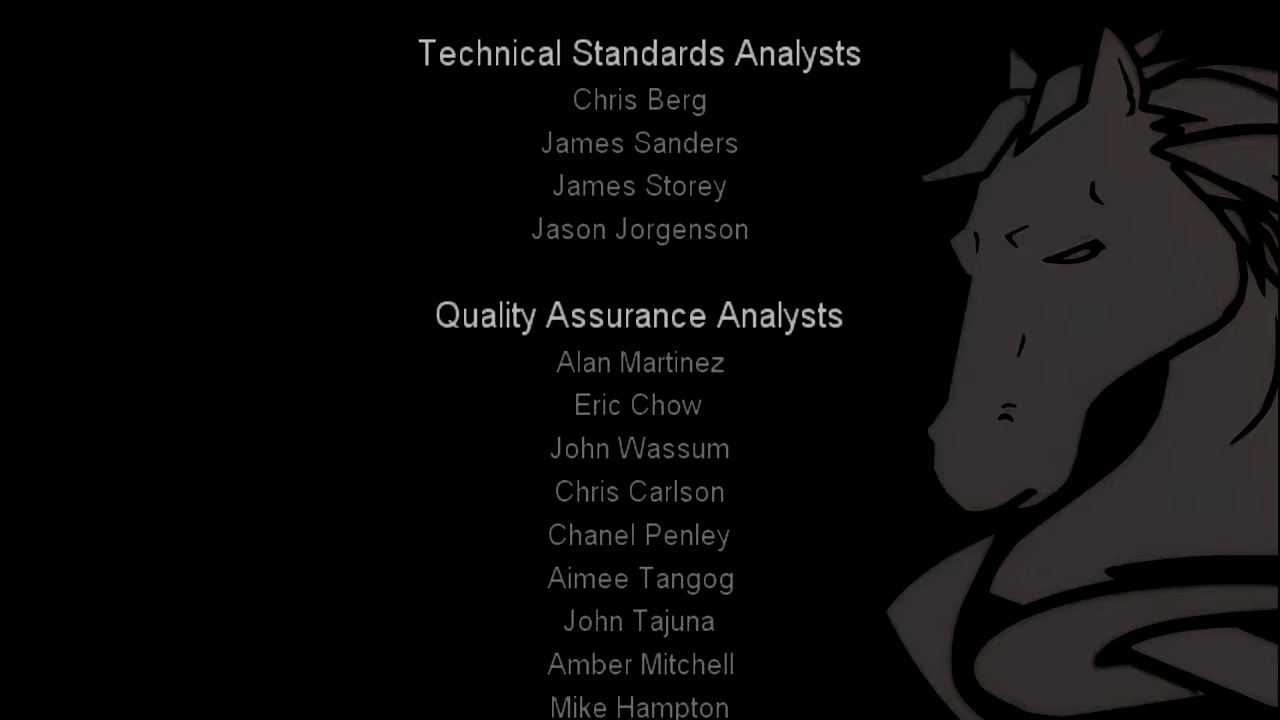 Technical Standards Analysts
Chris Berg
James Sanders
James Storey
Jason Jorgenson
Quality Assurance Analysts
Alan Martinez
Eric Chow
John Wassum
Chris Carlson
Chanel Penley
Aimee Tangog
John Tajuna
Amber Mitchell
Mike Hampton